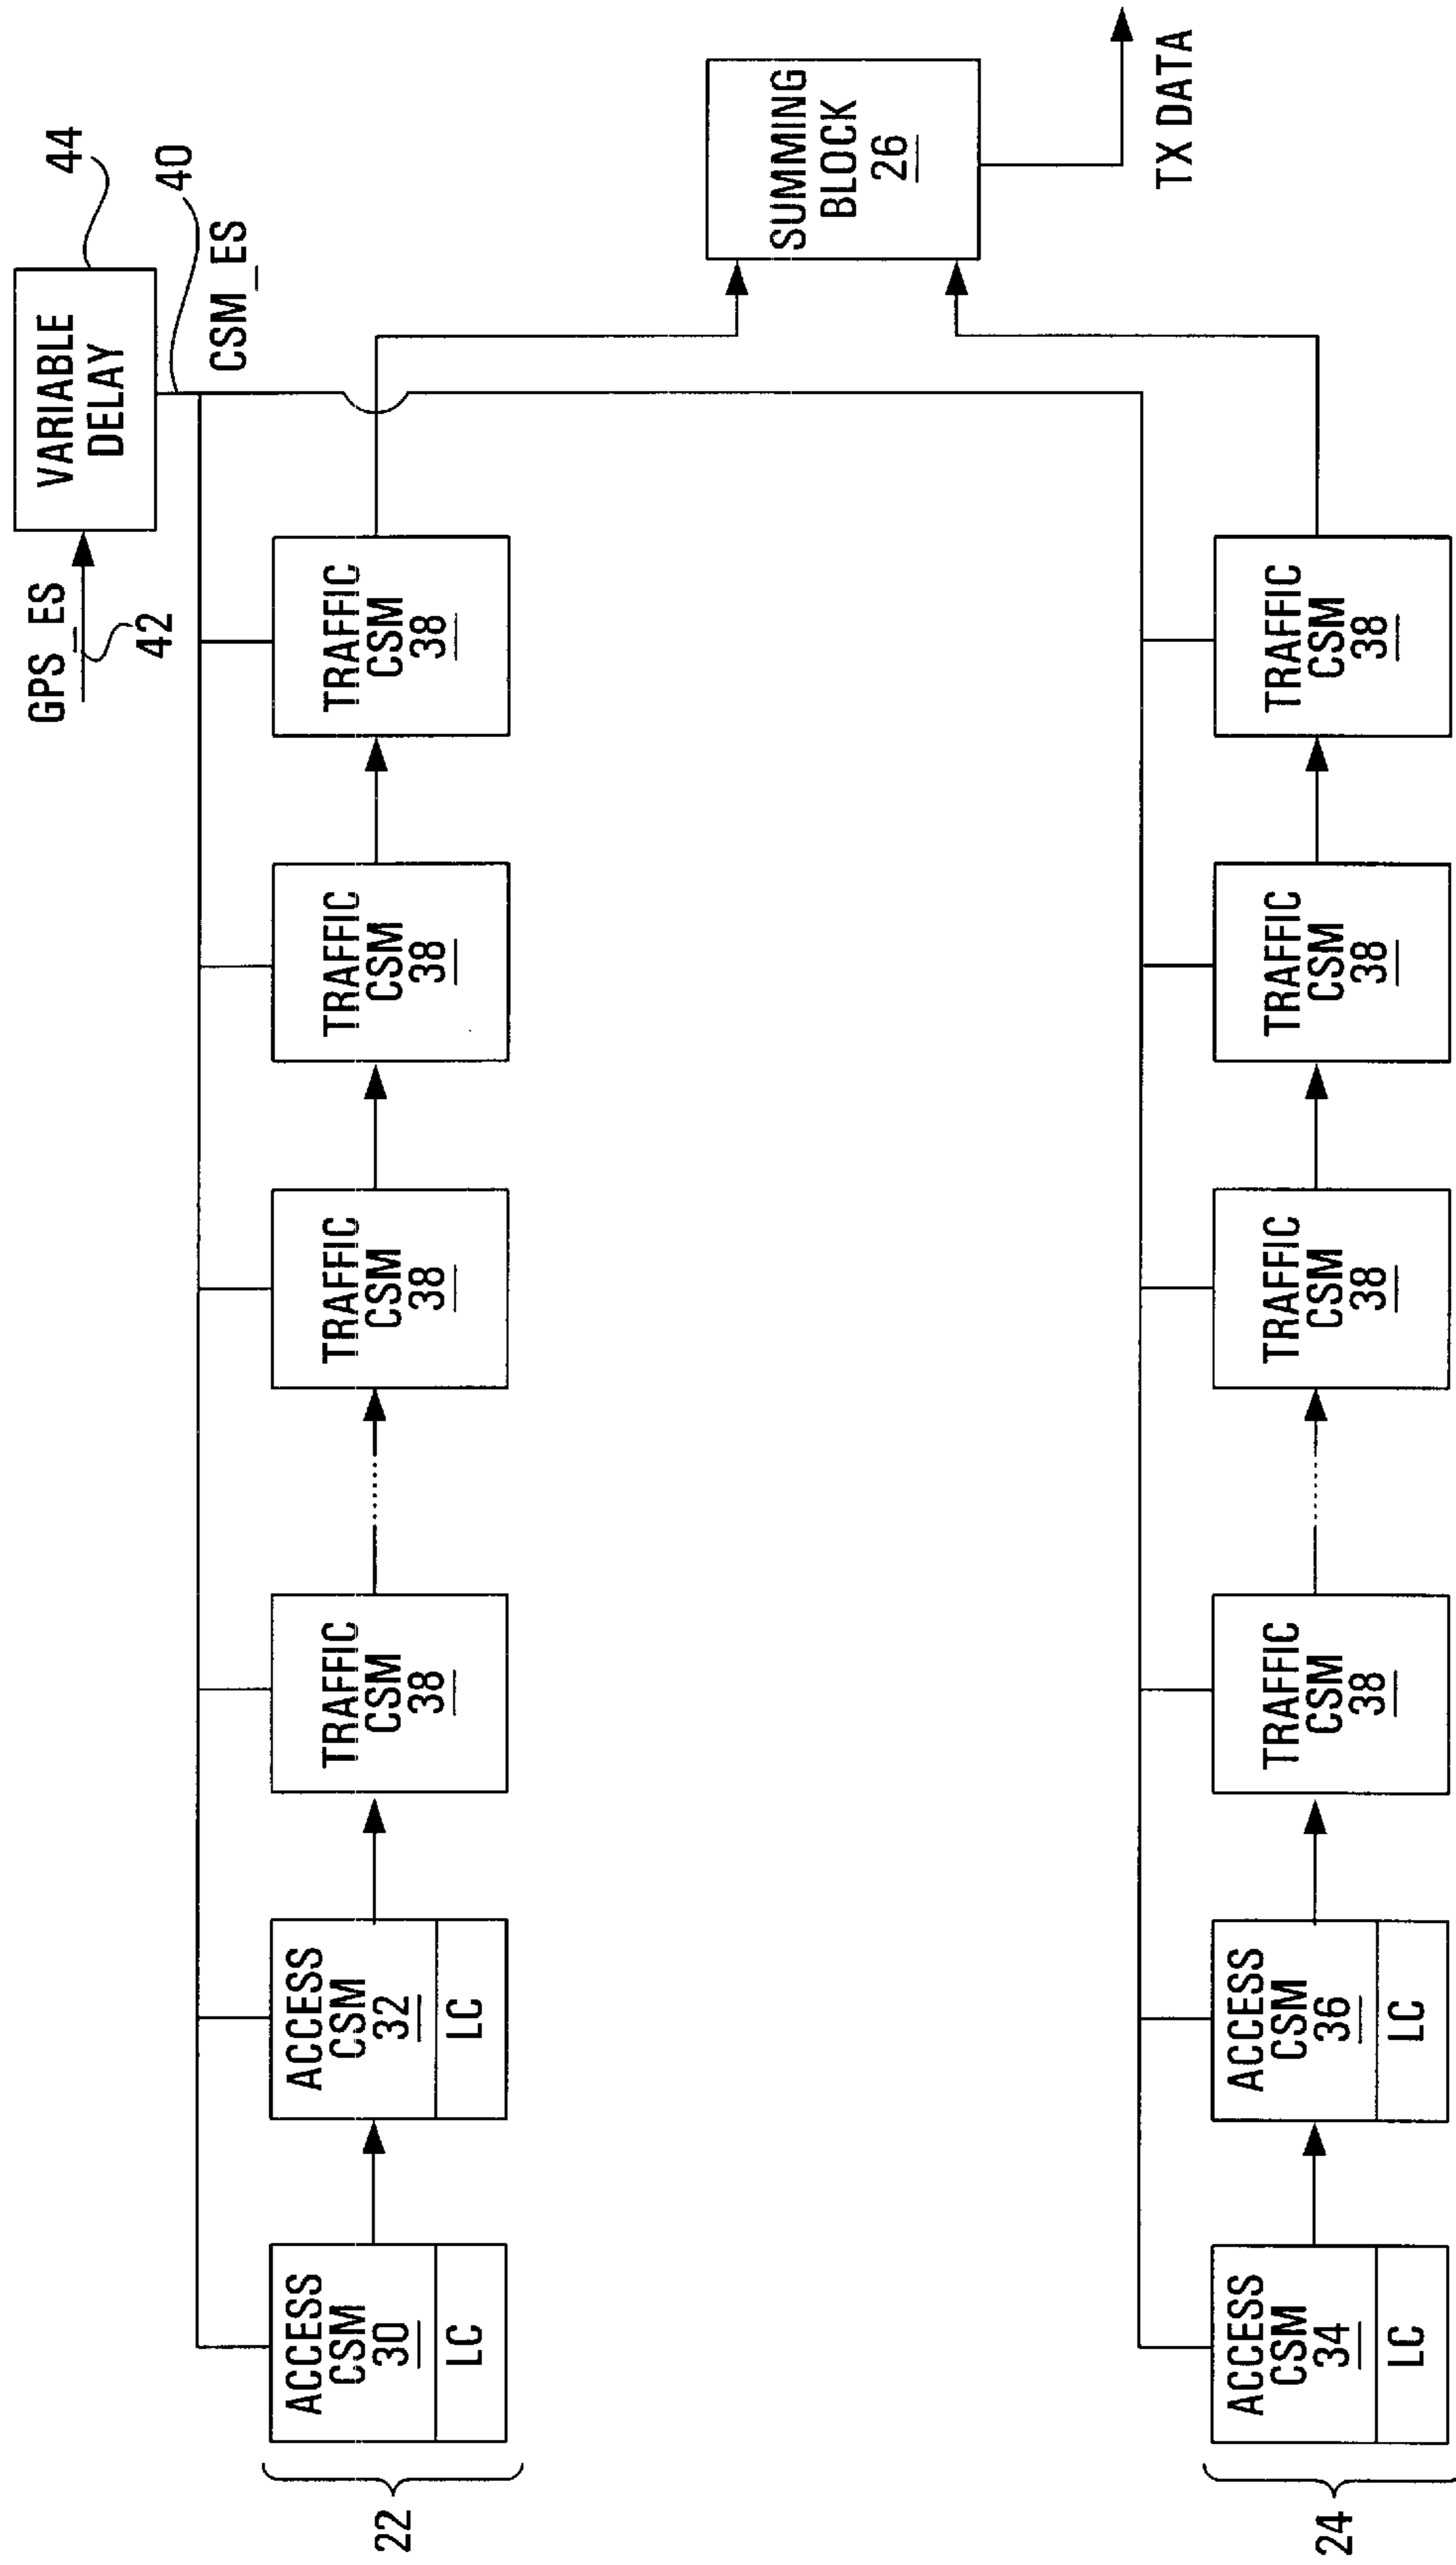 GPS_ES
42
VARIABLE
DELAY
44
40
CSM_ES
22
ACCESS
CSM
30
LC
ACCESS
CSM
32
LC
TRAFFIC
CSM
38
TRAFFIC
CSM
38
TRAFFIC
CSM
38
TRAFFIC
CSM
38
SUMMING
BLOCK
26
TX DATA
24
ACCESS
CSM
34
LC
ACCESS
CSM
36
LC
TRAFFIC
CSM
38
TRAFFIC
CSM
38
TRAFFIC
CSM
38
TRAFFIC
CSM
38